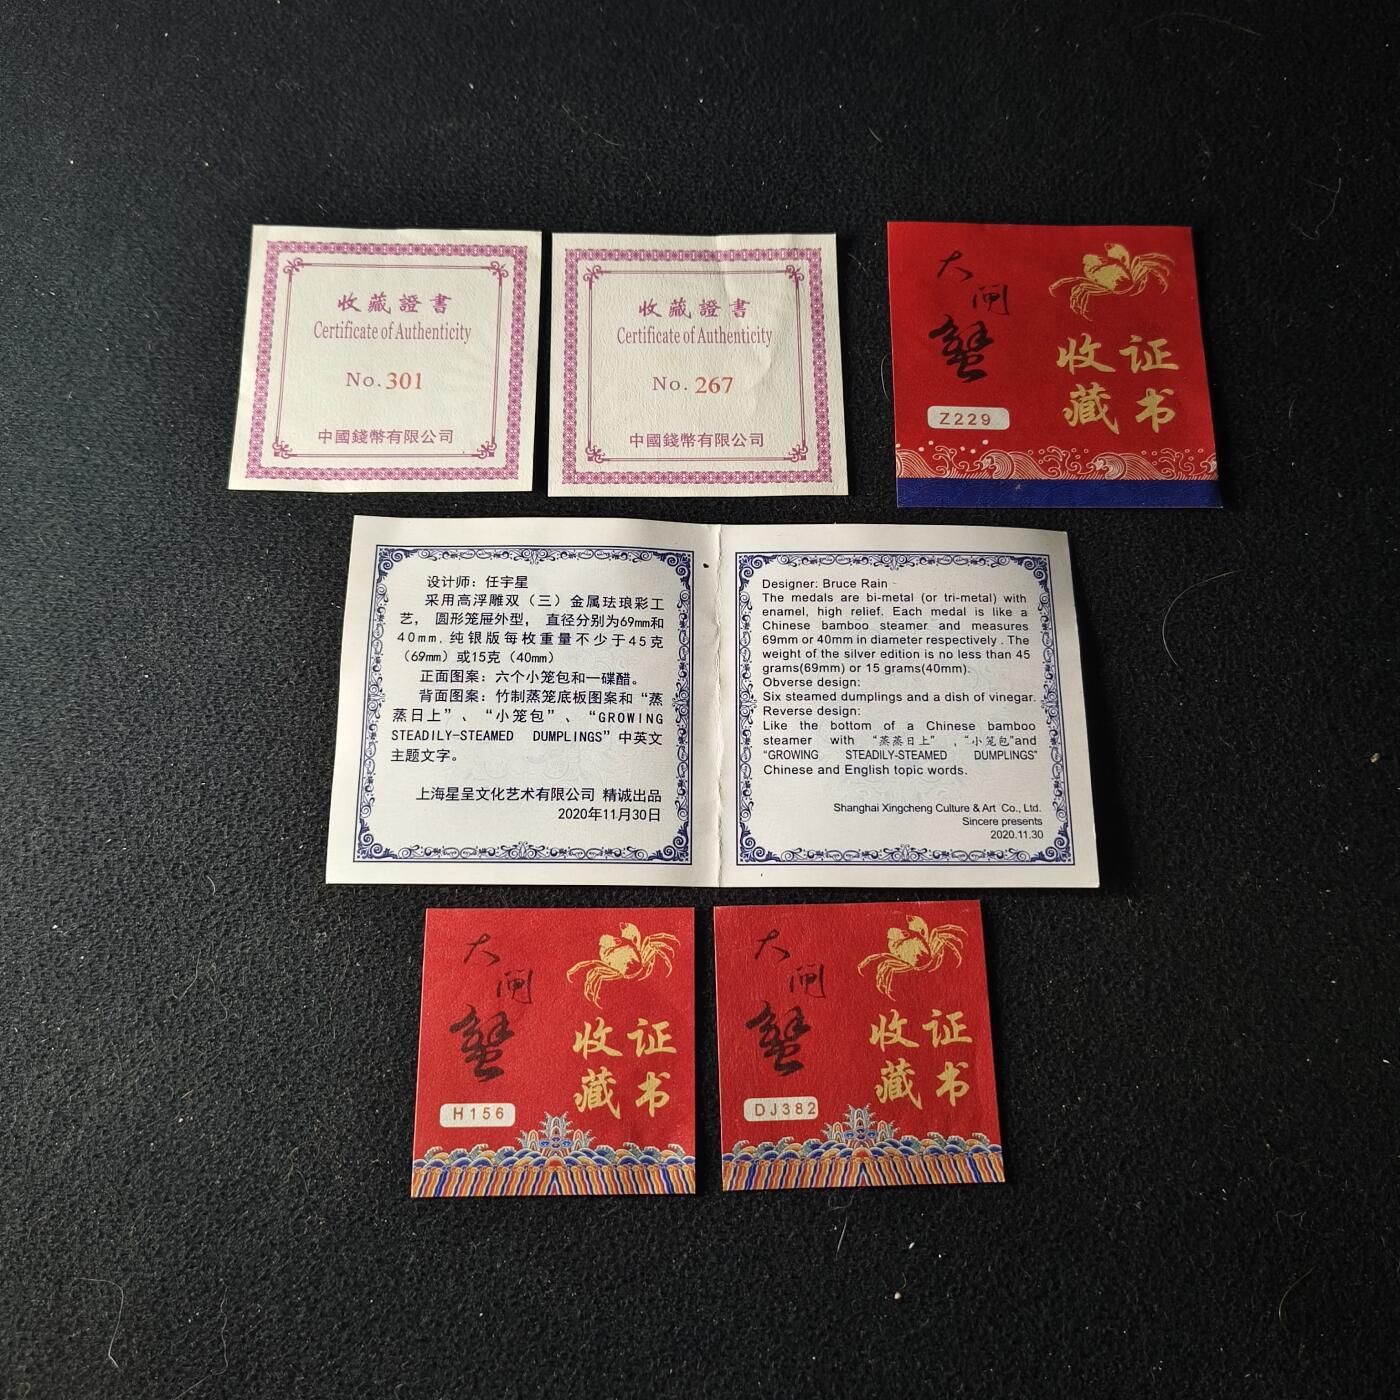 收藏證書
Certificate of Authenticity
No.301
中國錢幣有限公司
收藏證書
Certificate of Authenticity
No.267
中國錢幣有限公司
大
闸
蟹
收 证
藏 书
Z229
设计师：任宇星
采用高浮雕双（三）金属珐琅彩工
艺，圆形笼屉外型，直径分别为69mm和
40mm.纯银版每枚重量不少于45克
（69mm）或15克（40mm）
正面图案：六个小笼包和一碟醋。
背面图案：竹制蒸笼底板图案和“蒸
蒸日上”、“小笼包”、“GROWING
STEADILY-STEAMED DUMPLINGS”中英文
主题文字。
上海星呈文化艺术有限公司 精诚出品
2020年11月30日
Designer: Bruce Rain
The medals are bi-metal (or tri-metal) with
enamel, high relief. Each medal is like a
Chinese bamboo steamer and measures
69mm or 40mm in diameter respectively . The
weight of the silver edition is no less than 45
grams(69mm) or 15 grams(40mm).
Obverse design:
Six steamed dumplings and a dish of vinegar.
Reverse design:
Like the bottom of a Chinese bamboo
steamer with “蒸蒸日上” , “小笼包”and
“GROWING STEADILY-STEAMED DUMPLINGS”
Chinese and English topic words.
Shanghai Xingcheng Culture & Art Co., Ltd.
Sincere presents
2020.11.30
大
闸
蟹
收 证
藏 书
H156
大
闸
蟹
收 证
藏 书
DJ382